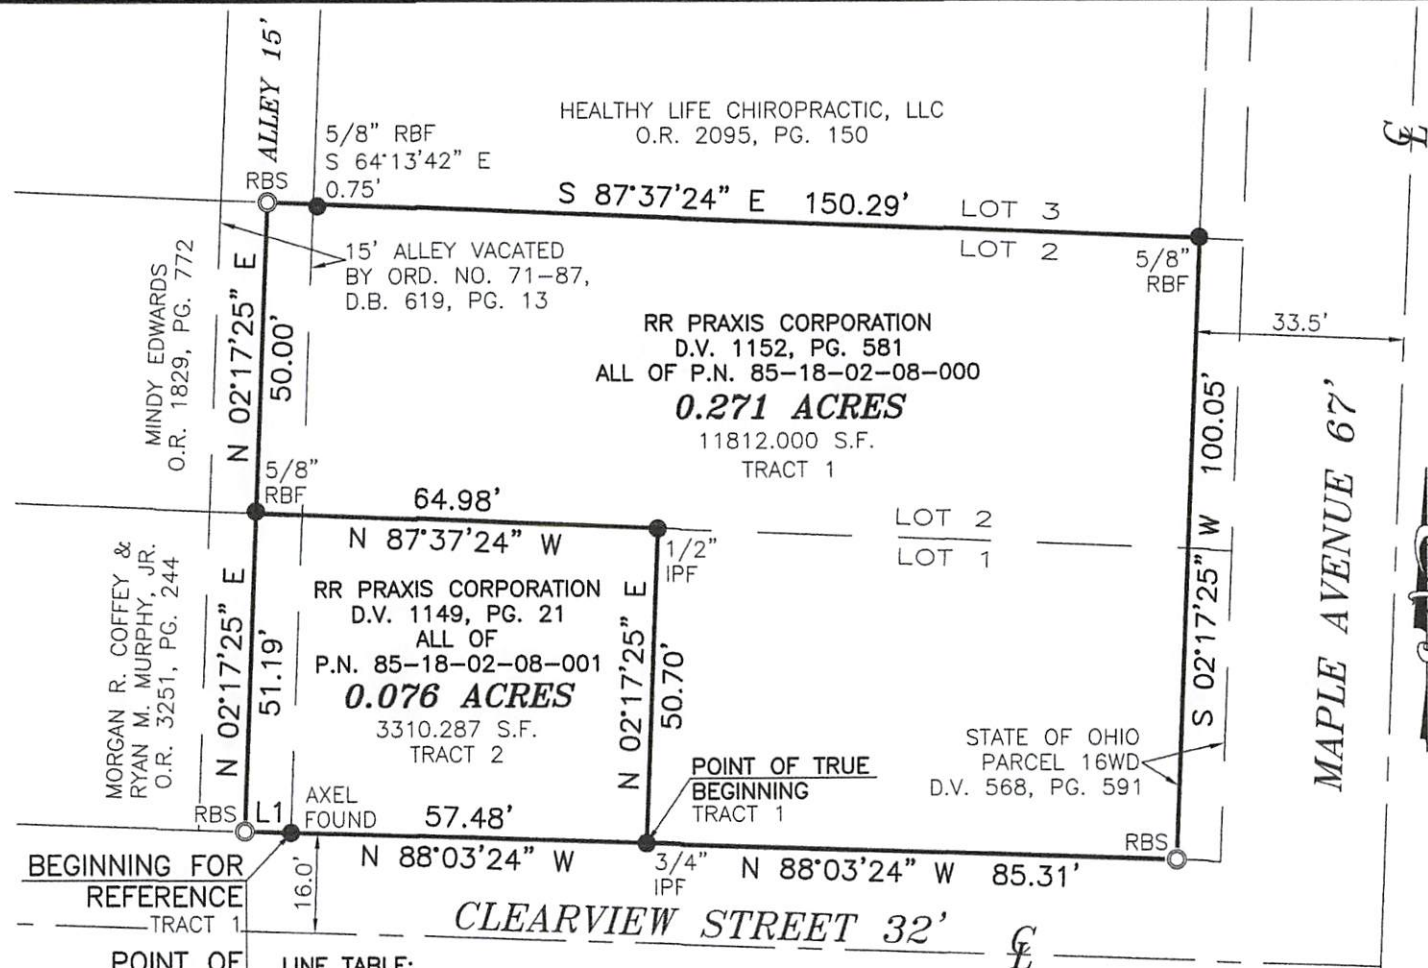 ALLEY 15'
HEALTHY LIFE CHIROPRACTIC, LLC
O.R. 2095, PG. 150
5/8" RBF
S 64°13'42" E
0.75'
RBS
S 87°37'24" E 150.29'
LOT 3
LOT 2
5/8"
RBF
15' ALLEY VACATED
BY ORD. NO. 71-87,
D.B. 619, PG. 13
MINDY EDWARDS
O.R. 1829, PG. 772
N 02°17'25" E
50.00'
RR PRAXIS CORPORATION
D.V. 1152, PG. 581
ALL OF P.N. 85-18-02-08-000
0.271 ACRES
11812.000 S.F.
TRACT 1
33.5'
S 02°17'25" W 100.05'
MAPLE AVENUE 67'
5/8"
RBF
64.98'
N 87°37'24" W
1/2"
IPF
LOT 2
LOT 1
MORGAN R. COFFEY &
RYAN M. MURPHY, JR.
O.R. 3251, PG. 244
N 02°17'25" E
51.19'
RR PRAXIS CORPORATION
D.V. 1149, PG. 21
ALL OF
P.N. 85-18-02-08-001
0.076 ACRES
3310.287 S.F.
TRACT 2
N 02°17'25" E
50.70'
POINT OF TRUE
BEGINNING
TRACT 1
STATE OF OHIO
PARCEL 16WD
D.V. 568, PG. 591
RBS
L1
AXEL
FOUND
57.48'
N 88°03'24" W
3/4"
IPF
N 88°03'24" W 85.31'
RBS
BEGINNING FOR
REFERENCE
TRACT 1
16.0'
CLEARVIEW STREET 32'
POINT OF
LINE TABLE: